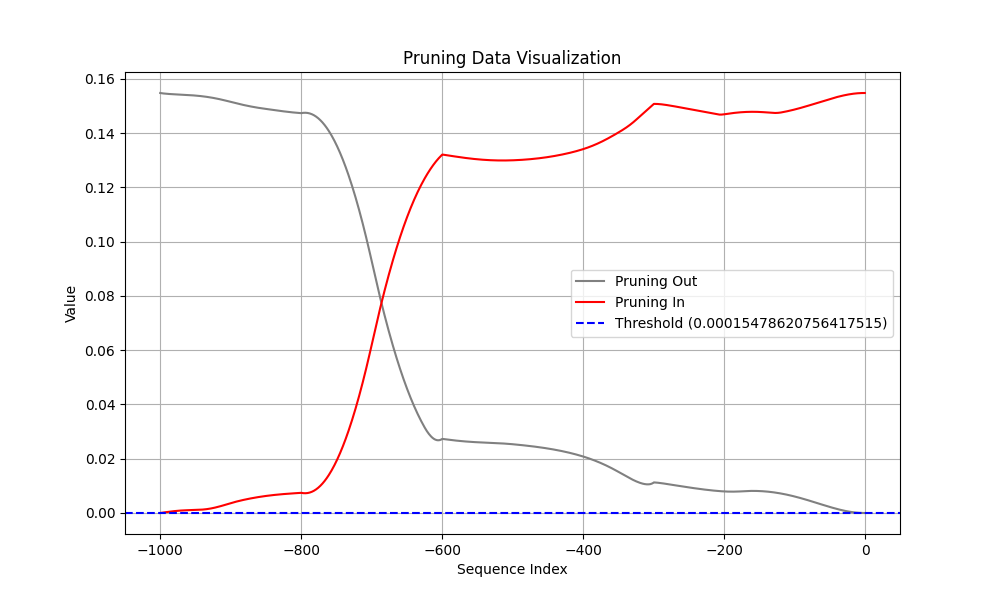 Pruning Data Visualization
0.16
0.14
0.12
0.10
0.08
0.06
0.04
0.02
0.00
Value
Pruning Out
Pruning In
Threshold (0.00015478620756417515)
−1000
−800
−600
−400
−200
0
Sequence Index